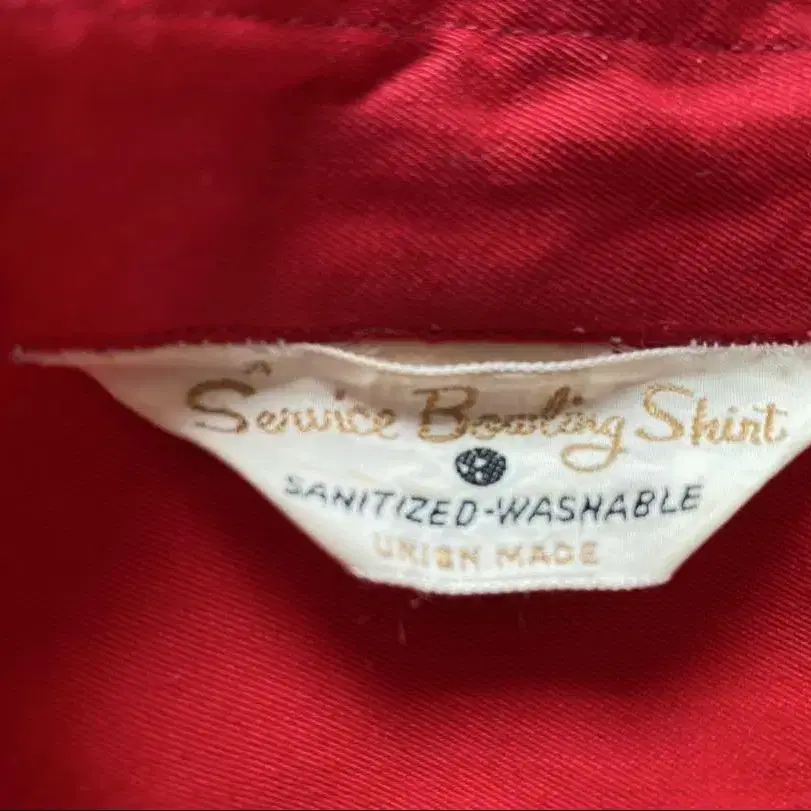 Service Bowling Shirt
SANITIZED-WASHABLE
UNION MADE